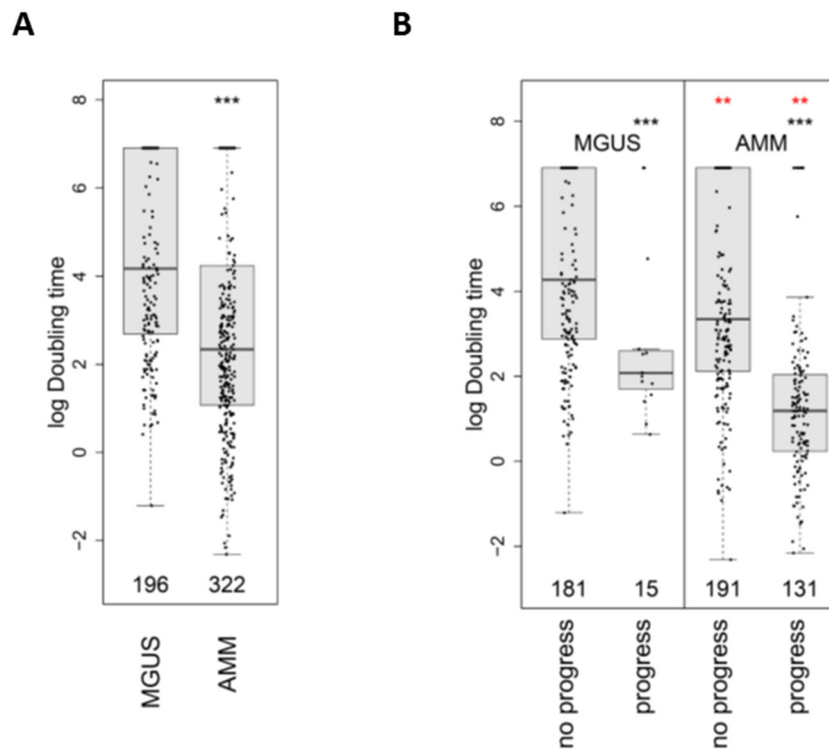 A
log Doubling time
8
6
4
2
0
−2
***
196
322
MGUS
AMM
B
log Doubling time
8
6
4
2
0
−2
**
**
***
***
MGUS
AMM
181
15
191
131
no progress
progress
no progress
progress